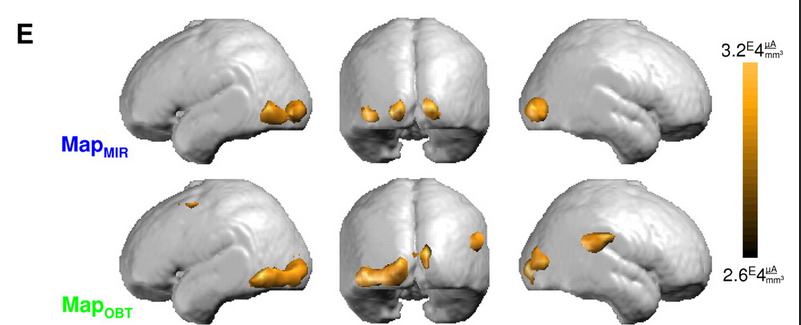 E
3.2ᴱ4 μA/mm³
Map_MIR
2.6ᴱ4 μA/mm³
Map_OBT